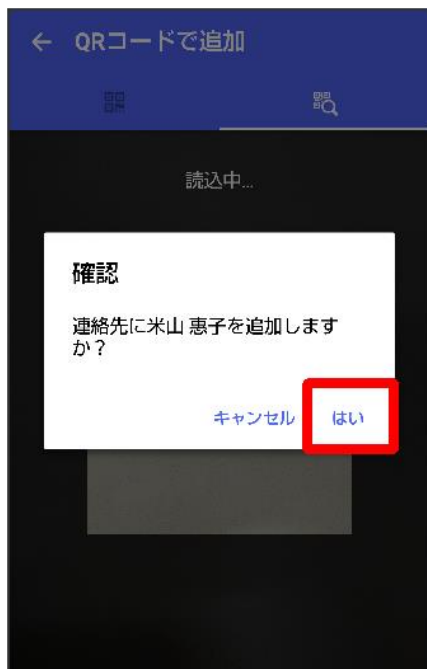 QRコードで追加
読込中...
確認
連絡先に米山 惠子を追加します
か？
キャンセル
はい